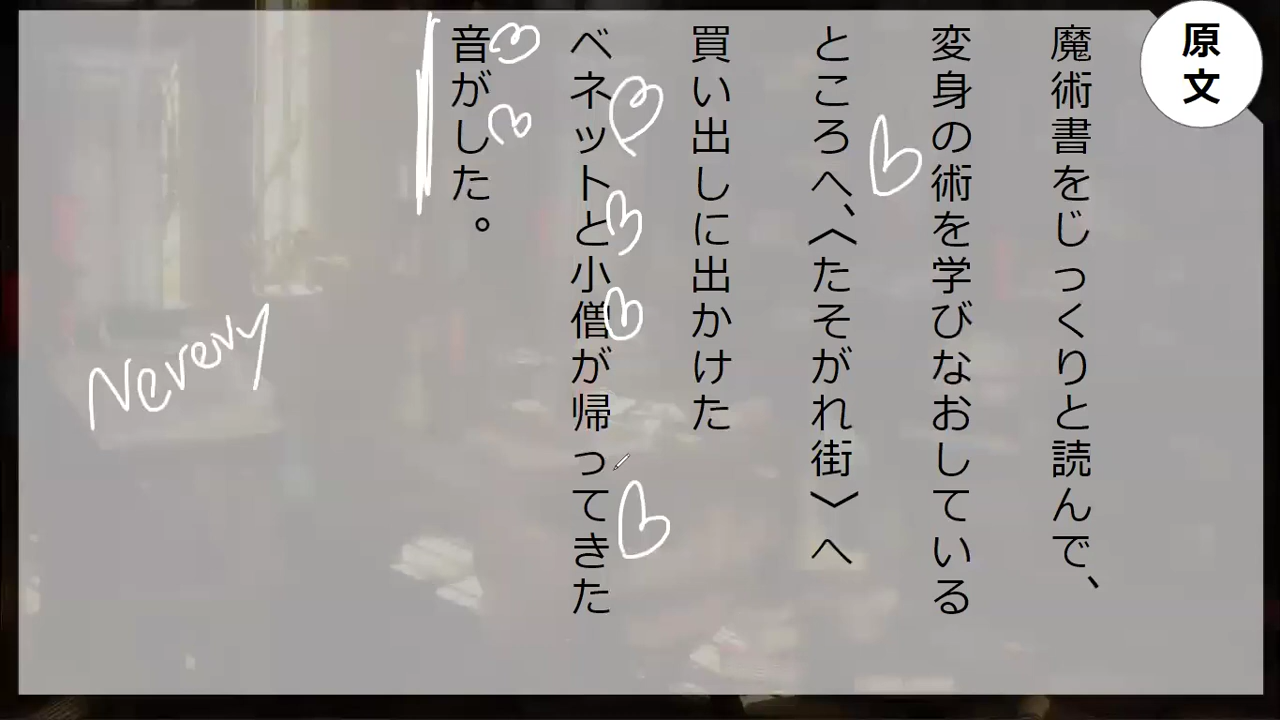 原文
魔術書をじっくりと読んで、
変身の術を学びなおしている
ところへ、〈たそがれ街〉へ
買い出しに出かけた
ベネットと小僧が帰ってきた
音がした。
Nevery